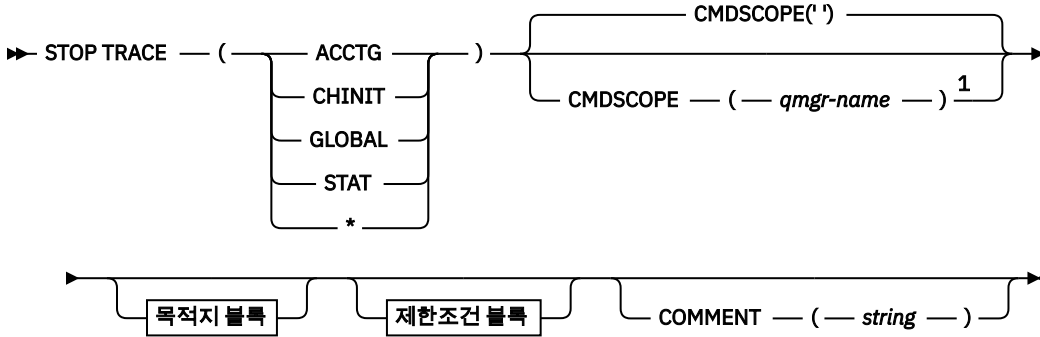 CMDSCOPE(' ')
STOP TRACE ( ACCTG )
CMDSCOPE ( qmgr-name ) 1
CHINIT
GLOBAL
STAT
*
목적지 블록
제한조건 블록
COMMENT ( string )